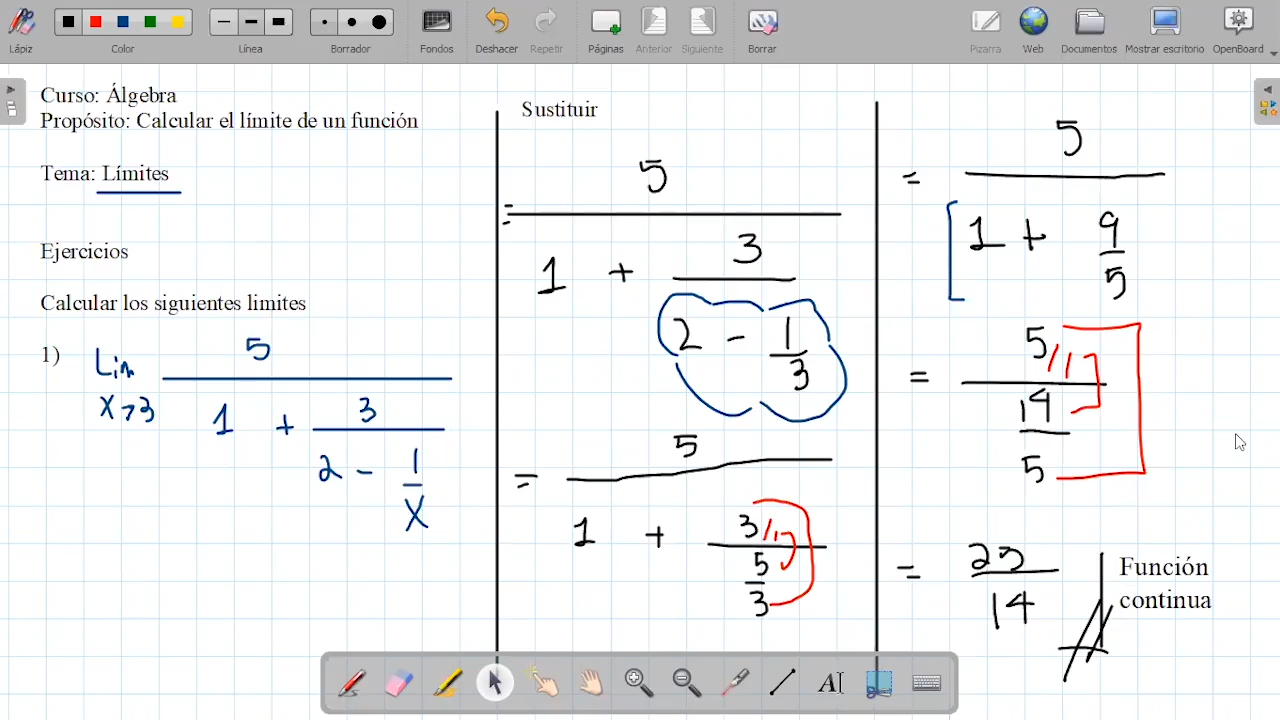 Lápiz Color Línea Borrador Fondos Deshacer Repetir Páginas Anterior Siguiente Borrar Pizarra Web Documentos Mostrar escritorio OpenBoard
Curso: Álgebra
Propósito: Calcular el límite de un función
Tema: Límites
Ejercicios
Calcular los siguientes limites
1) Lim
x→3
5
1 + 3
2 - 1
x
Sustituir
5
=
1 + 3
2 - 1
3
5
=
1 + 3/1
5
3
5
=
1 + 9
5
5/1
=
14
5
= 25
14
Función
continua
AI